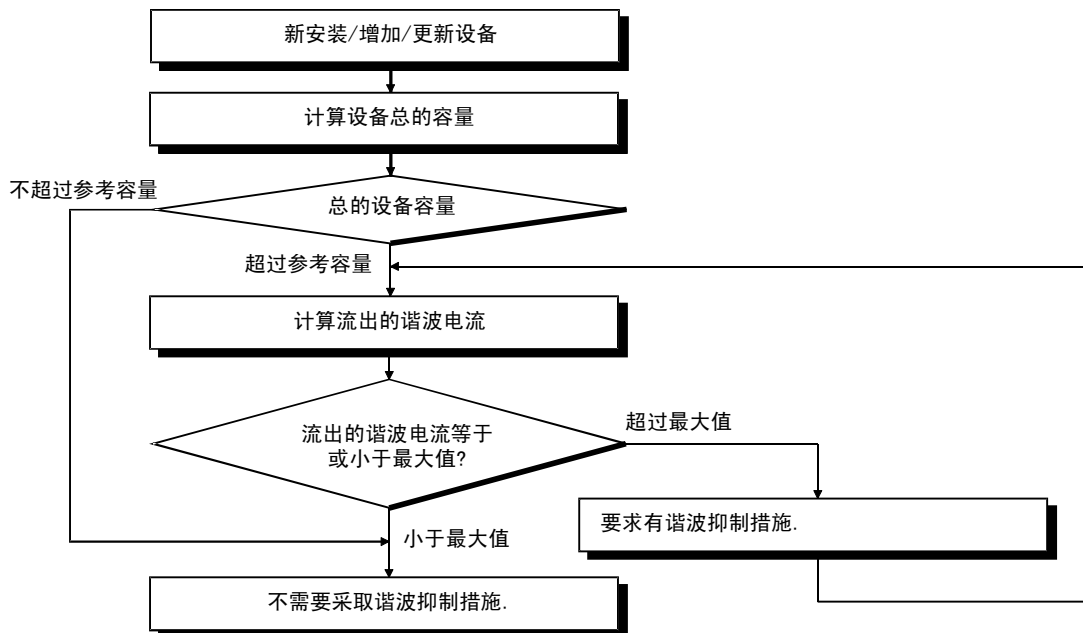 新安装/增加/更新设备
计算设备总的容量
不超过参考容量
总的设备容量
超过参考容量
计算流出的谐波电流
流出的谐波电流等于
或小于最大值?
超过最大值
要求有谐波抑制措施.
小于最大值
不需要采取谐波抑制措施.